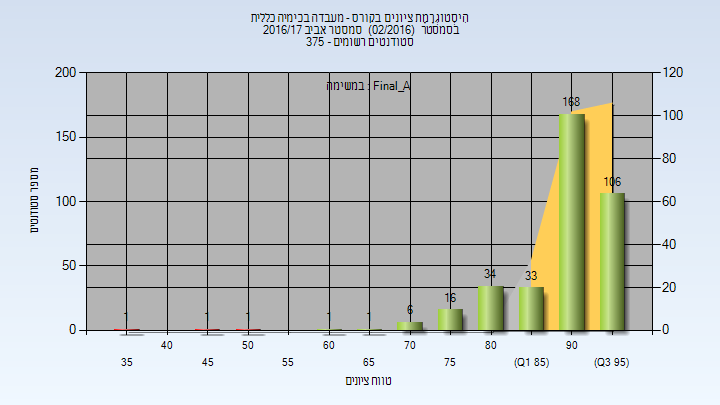 היסטוגרמת ציונים בקורס - מעבדה בכימיה כללית
בסמסטר (02/2016) סמסטר אביב 2016/17
סטודנטים רשומים - 375
במשימה : Final_A
200 120
150 100
100 80
50 60
0 40
20
0
מספר סטודנטים
1 1 1 1 1 6 16 34 33 168 106
40 50 60 70 80 90
35 45 55 65 75 (Q1 85) (Q3 95)
טווח ציונים